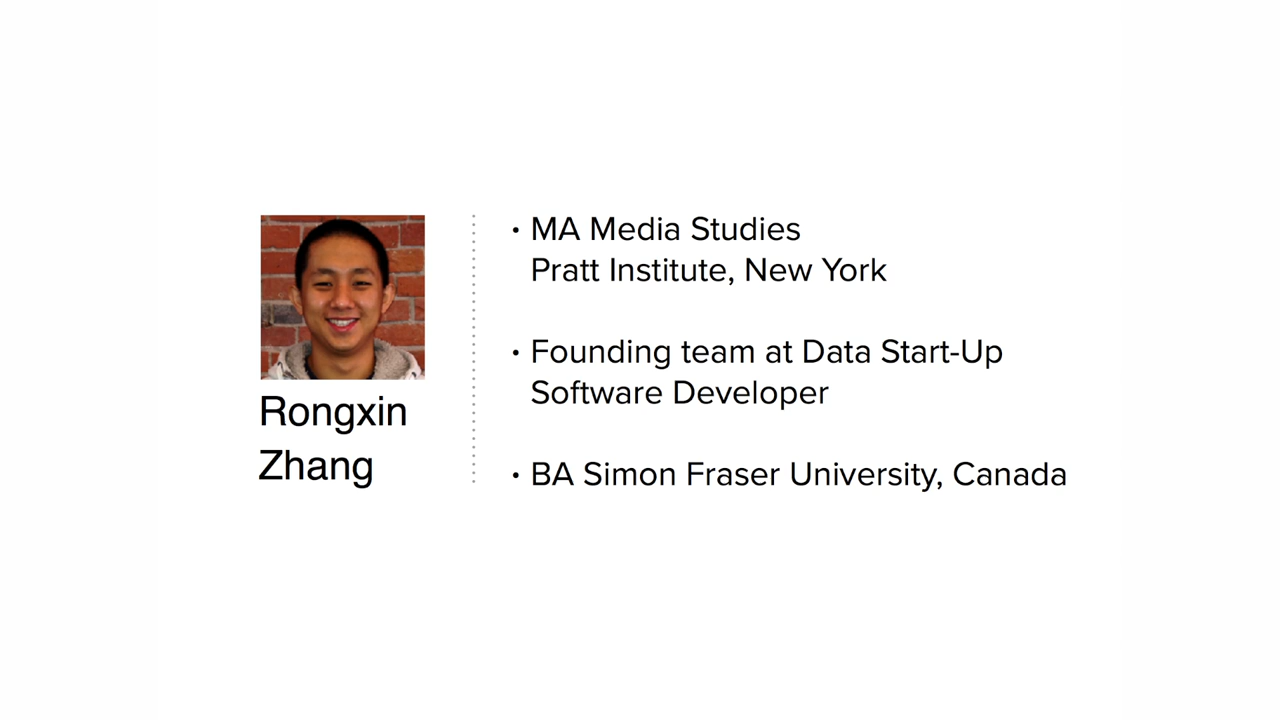 Rongxin
Zhang
• MA Media Studies
Pratt Institute, New York
• Founding team at Data Start-Up
Software Developer
• BA Simon Fraser University, Canada